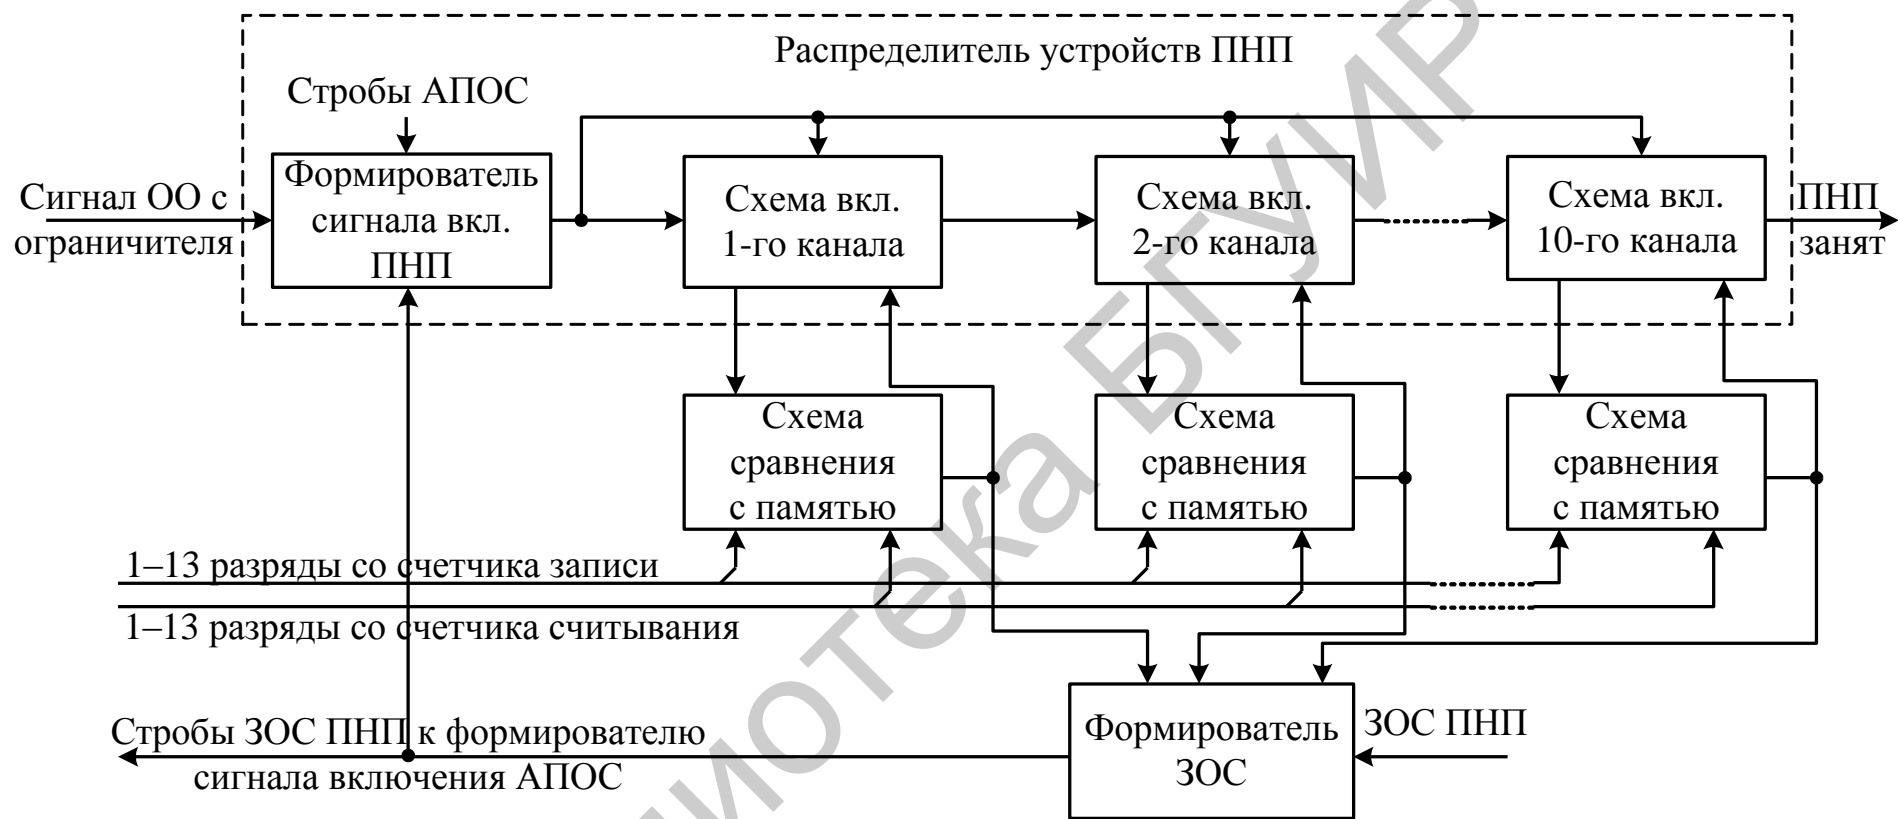 Распределитель устройств ПНП
Стробы АПОС
Сигнал ОО с
ограничителя
Формирователь
сигнала вкл.
ПНП
Схема вкл.
1-го канала
Схема вкл.
2-го канала
Схема вкл.
10-го канала
ПНП
занят
Схема
сравнения
с памятью
Схема
сравнения
с памятью
Схема
сравнения
с памятью
1–13 разряды со счетчика записи
1–13 разряды со счетчика считывания
Стробы ЗОС ПНП к формирователю
сигнала включения АПОС
Формирователь
ЗОС
ЗОС ПНП
иотека БГУИР